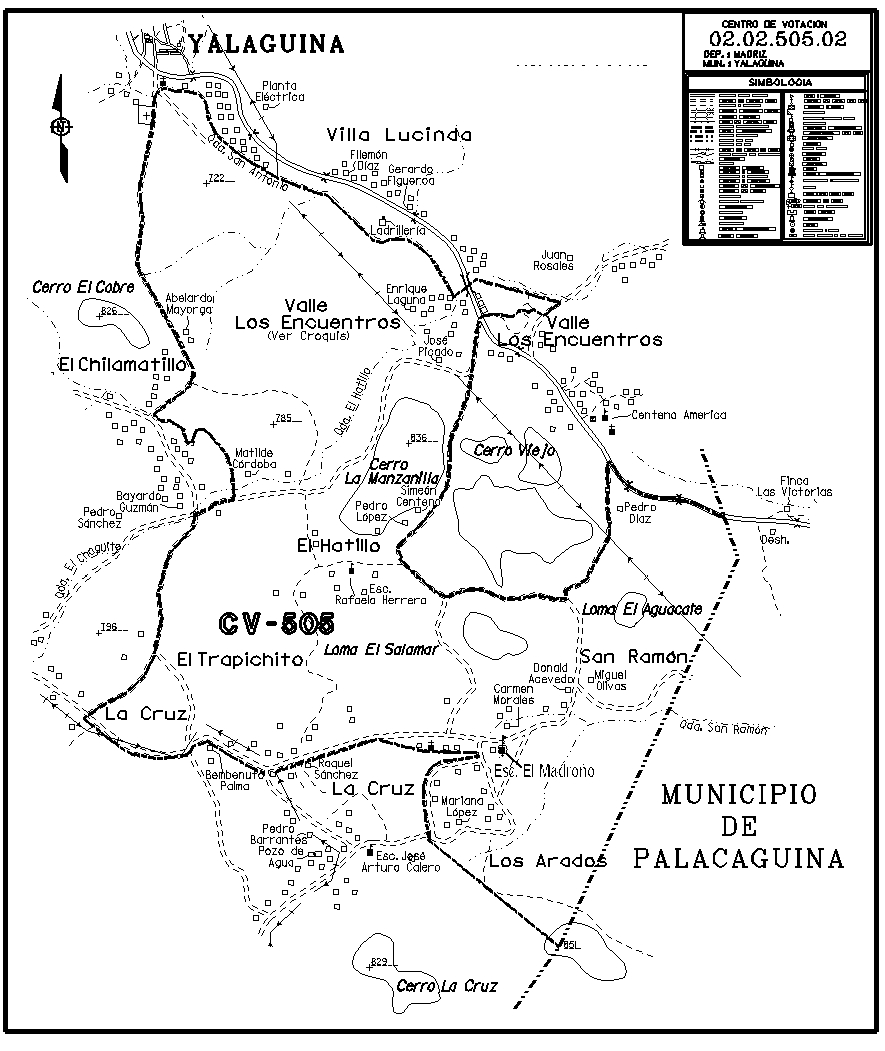 YALAGUINA
CENTRO DE VOTACION
02.02.505.02
DEP.: MADRIZ
MUN.: YALAGUINA
SIMBOLOGIA
Planta
Eléctrica
Villa Lucinda
Filemón
Díaz
Gerardo
Figueroa
Qda. San Antonio
722
Ladrillería
Juan
Rosales
Cerro El Cobre
826
Abelardo
Mayorga
Enrique
Laguna
Valle
Los Encuentros
(Ver Croquis)
Valle
Los Encuentros
José
Picado
El Chilamatillo
Qda. El Hatillo
Centena America
785
836
Cerro Viejo
Matilde
Córdoba
Cerro
La Manzanilla
Simeón
Centeno
Finca
Las Victorias
Bayardo
Guzmán
Pedro
Sánchez
Pedro
López
Pedro
Díaz
Desh.
El Hatillo
Qda. El Chaguite
Esc.
Rafaela Herrera
Loma El Aguacate
CV-505
796
El Trapichito
Loma El Salamar
San Ramón
Donald
Acevedo
Miguel
Olivas
Carmen
Morales
La Cruz
Qda. San Ramón
Bembenuto
Palma
Raquel
Sánchez
Esc. El Madroño
La Cruz
Mariana
López
MUNICIPIO
DE
PALACAGUINA
Pedro
Barrantes
Pozo de
Agua
Esc. José
Arturo Calero
Los Arados
851
829
Cerro La Cruz